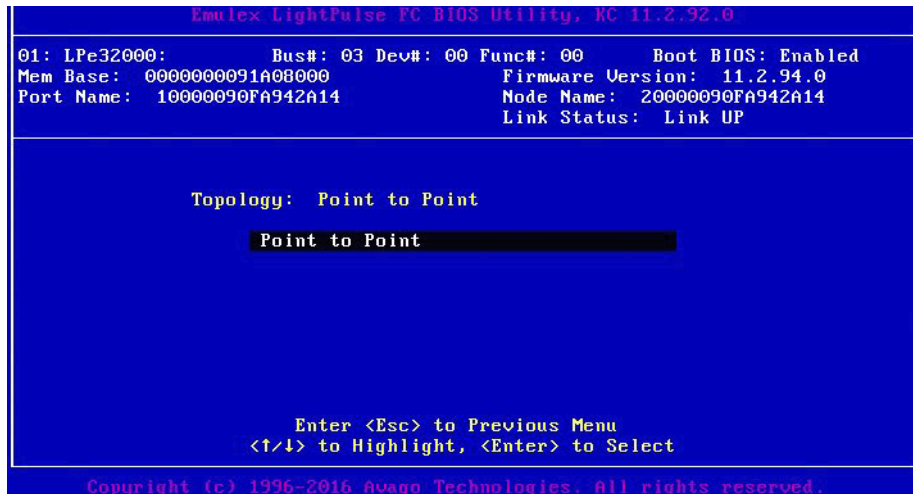 Emulex LightPulse FC BIOS Utility, KC 11.2.92.0
01: LPe32000: Bus#: 03 Dev#: 00 Func#: 00 Boot BIOS: Enabled
Mem Base: 0000000091A08000 Firmware Version: 11.2.94.0
Port Name: 10000090FA942A14 Node Name: 20000090FA942A14
Link Status: Link UP
Topology: Point to Point
Point to Point
Enter <Esc> to Previous Menu
<↑/↓> to Highlight, <Enter> to Select
Copyright (c) 1996-2016 Avago Technologies. All rights reserved.